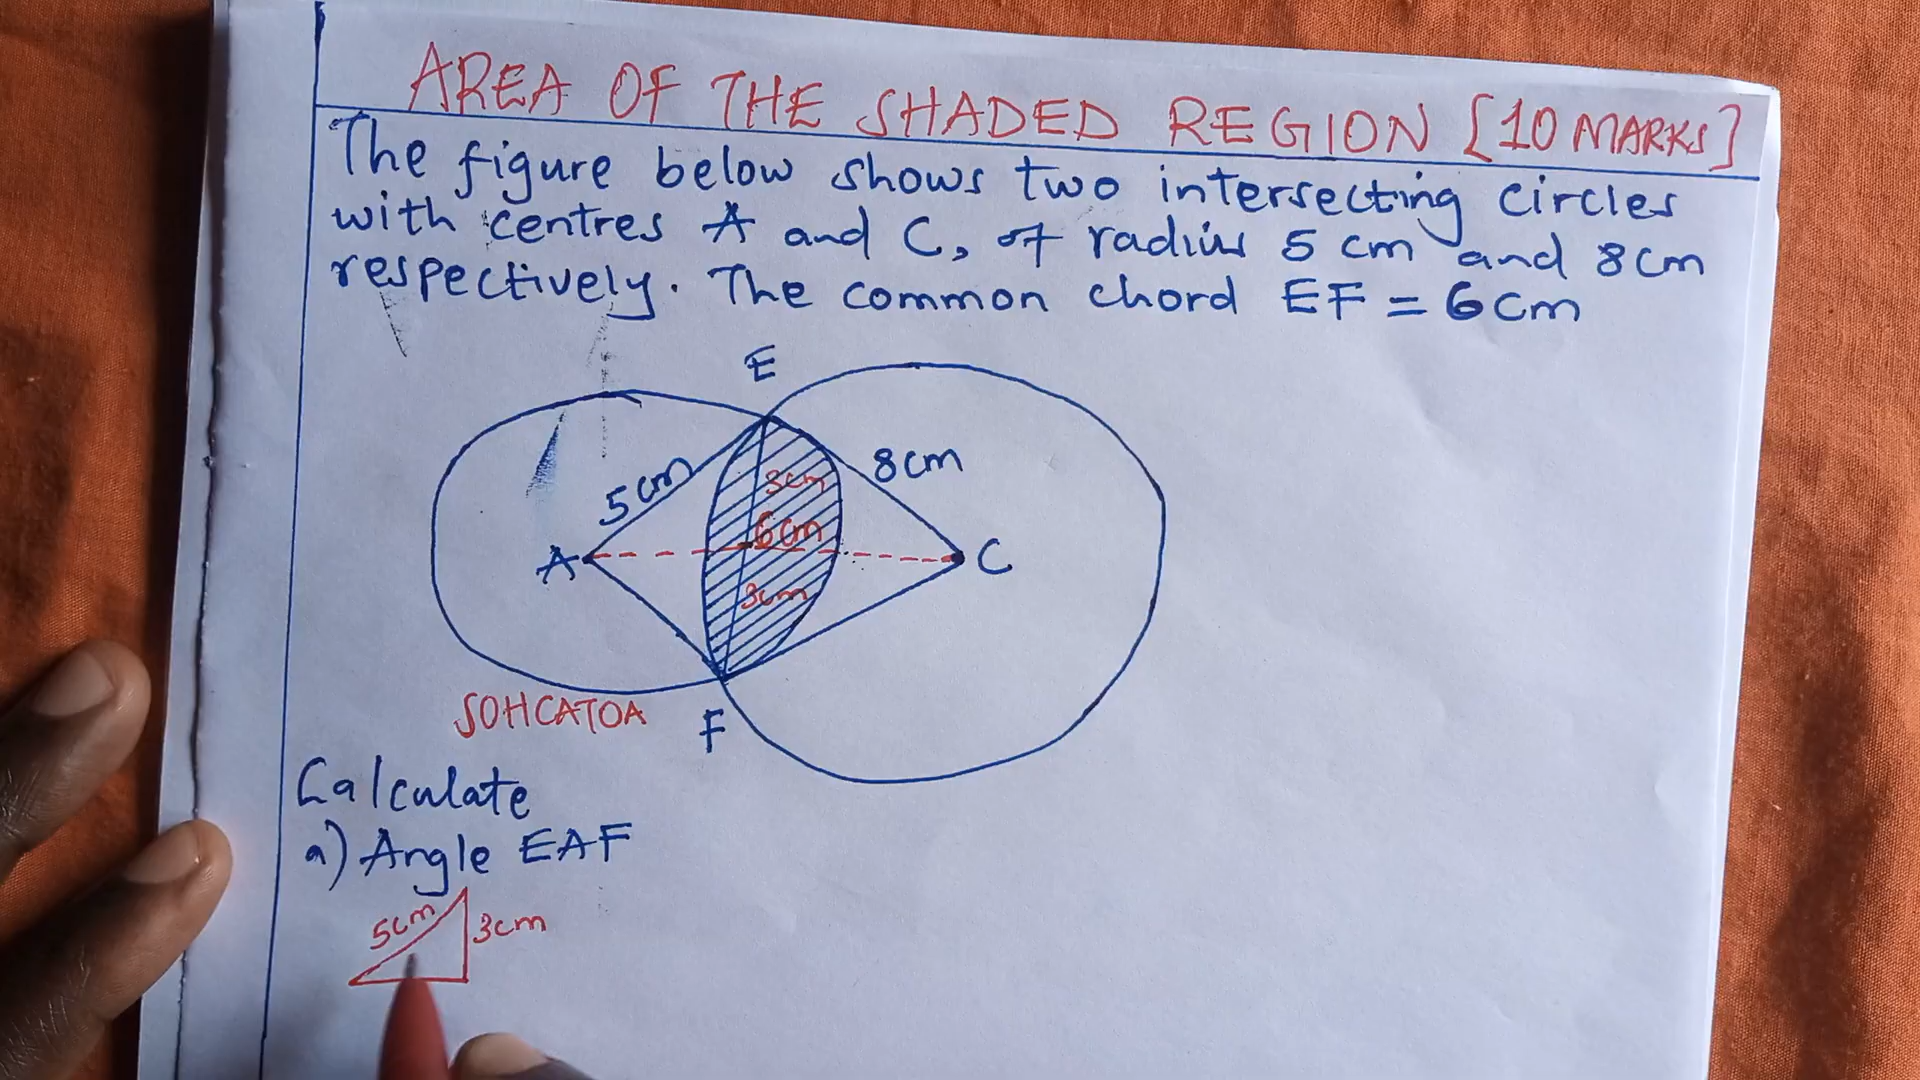 AREA OF THE SHADED REGION [10 MARKS]
The figure below shows two intersecting circles
with centres A and C, of radius 5 cm and 8cm
respectively. The common chord EF = 6cm
E
5cm
8cm
3cm
6cm
A
C
3cm
SOHCATOA
F
Calculate
a) Angle EAF
5cm
3cm